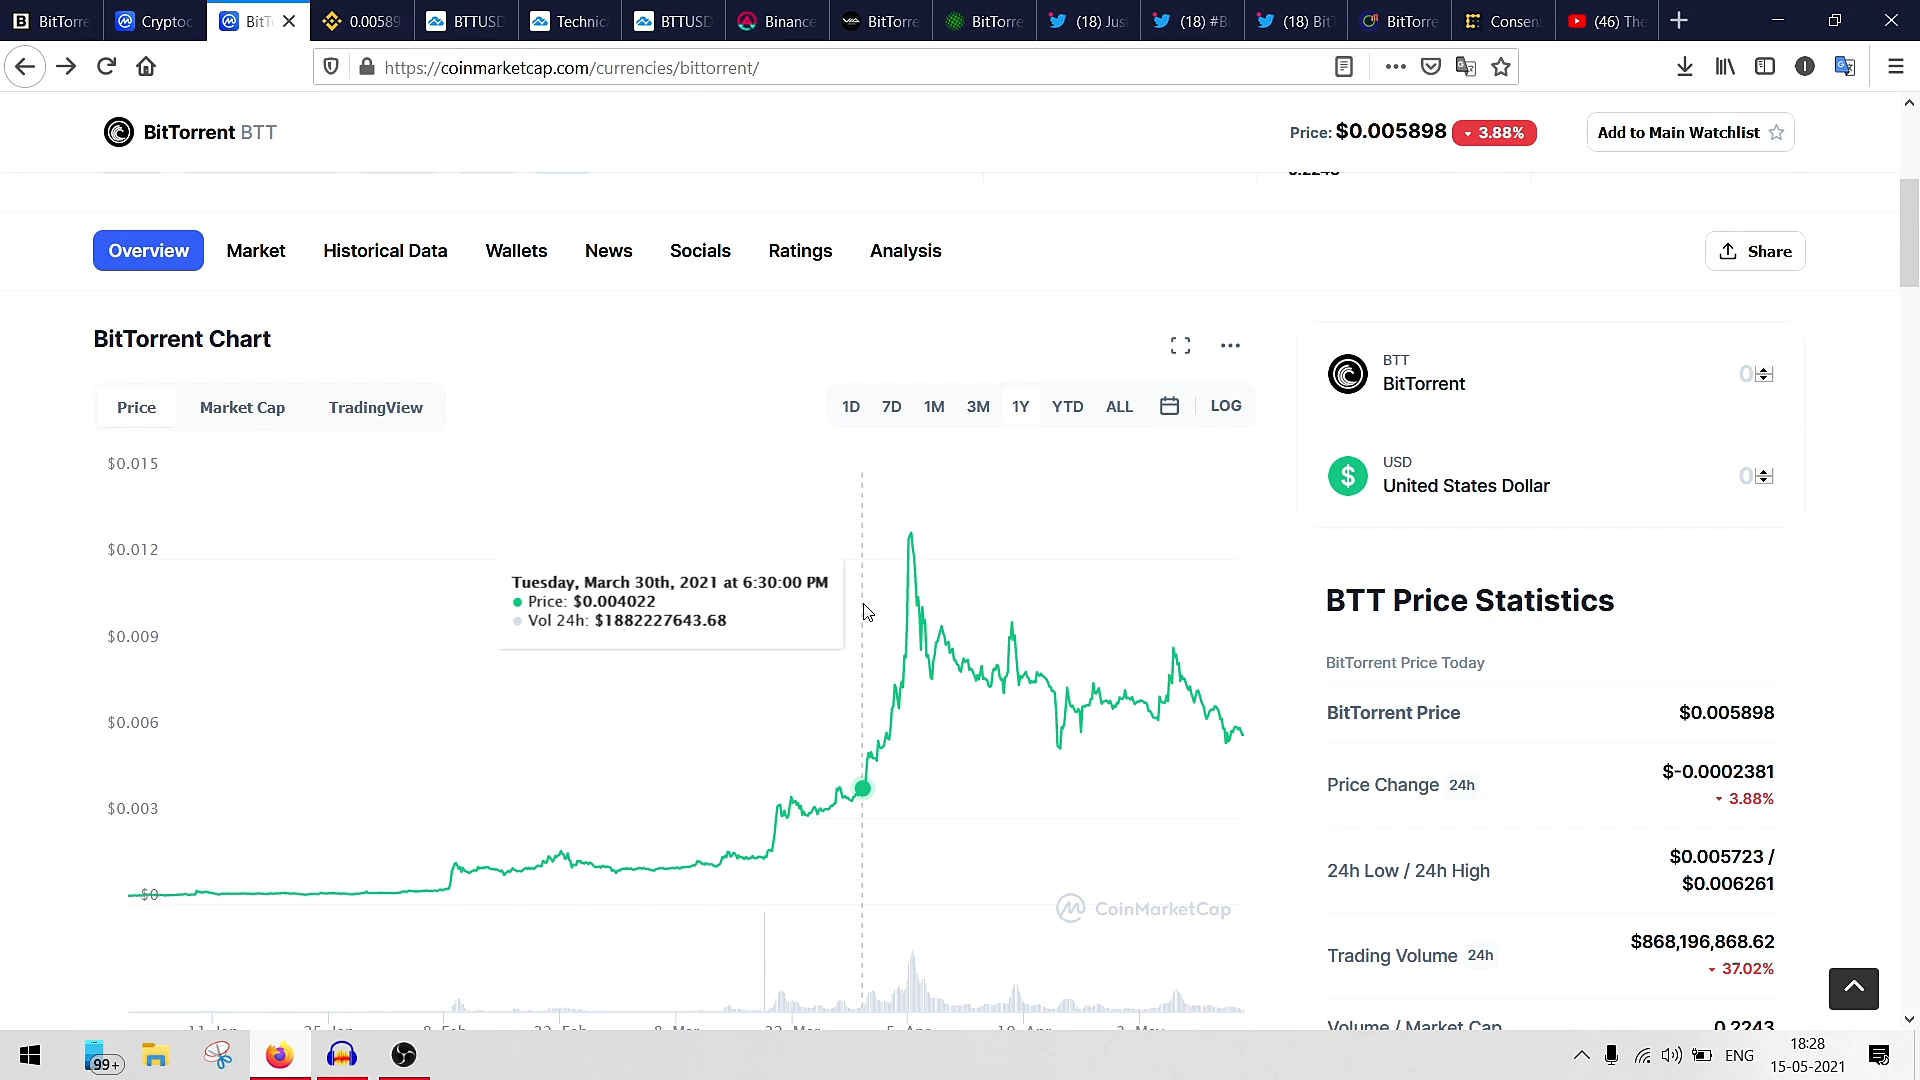 BitTorre
Cryptoc
BitT
0.00589
BTTUSD
Technic
BTTUSD
Binance
BitTorre
BitTorre
(18) Jus
(18) #B
(18) BitT
BitTorre
Consen
(46) The
https://coinmarketcap.com/currencies/bittorrent/
BitTorrent BTT
Price: $0.005898 3.88%
Add to Main Watchlist
Overview
Market
Historical Data
Wallets
News
Socials
Ratings
Analysis
Share
BitTorrent Chart
Price
Market Cap
TradingView
1D 7D 1M 3M 1Y YTD ALL LOG
$0.015
$0.012
$0.009
$0.006
$0.003
$0
Tuesday, March 30th, 2021 at 6:30:00 PM
Price: $0.004022
Vol 24h: $1882227643.68
CoinMarketCap
BTT
BitTorrent
0
USD
$
United States Dollar
0
BTT Price Statistics
BitTorrent Price Today
BitTorrent Price $0.005898
Price Change 24h
$-0.0002381
3.88%
24h Low / 24h High
$0.005723 /
$0.006261
Trading Volume 24h
$868,196,868.62
37.02%
Volume / Market Cap 0.2243
99+
ENG
18:28
15-05-2021